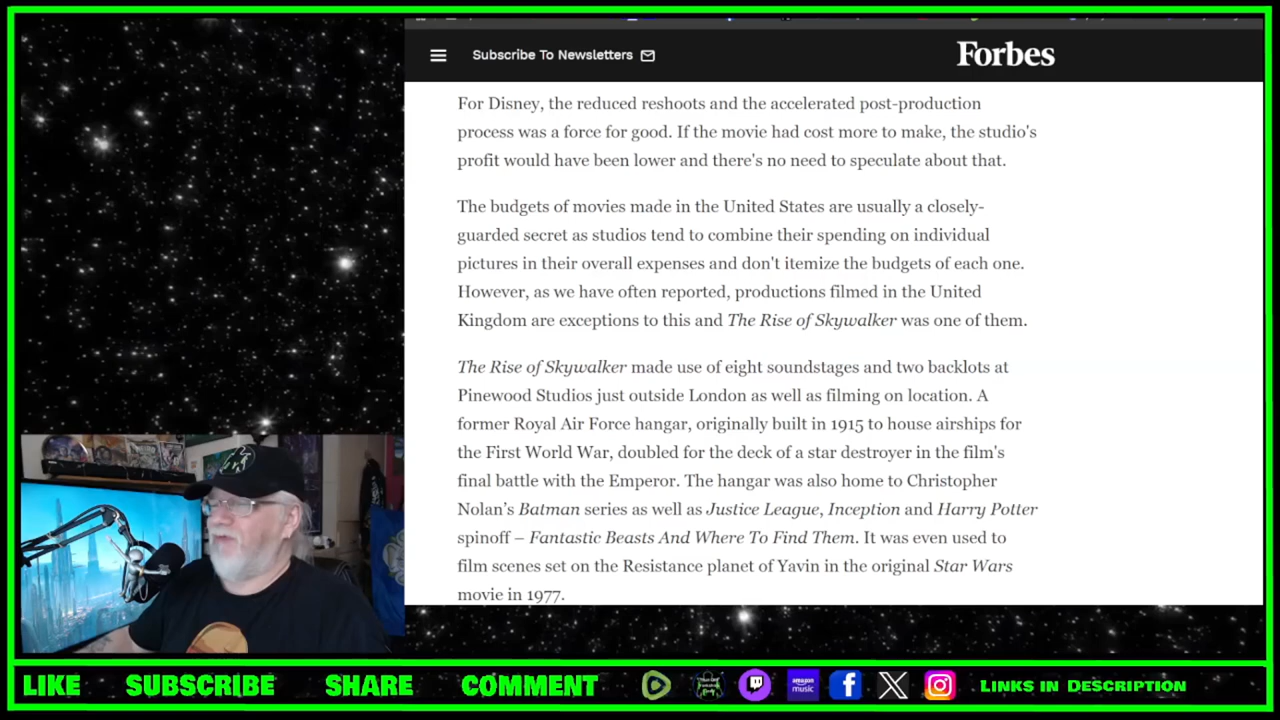 Subscribe To Newsletters
Forbes
For Disney, the reduced reshoots and the accelerated post-production
process was a force for good. If the movie had cost more to make, the studio's
profit would have been lower and there's no need to speculate about that.
The budgets of movies made in the United States are usually a closely-
guarded secret as studios tend to combine their spending on individual
pictures in their overall expenses and don't itemize the budgets of each one.
However, as we have often reported, productions filmed in the United
Kingdom are exceptions to this and The Rise of Skywalker was one of them.
The Rise of Skywalker made use of eight soundstages and two backlots at
Pinewood Studios just outside London as well as filming on location. A
former Royal Air Force hangar, originally built in 1915 to house airships for
the First World War, doubled for the deck of a star destroyer in the film's
final battle with the Emperor. The hangar was also home to Christopher
Nolan's Batman series as well as Justice League, Inception and Harry Potter
spinoff – Fantastic Beasts And Where To Find Them. It was even used to
film scenes set on the Resistance planet of Yavin in the original Star Wars
movie in 1977.
LIKE SUBSCRIBE SHARE COMMENT amazon music LINKS IN DESCRIPTION